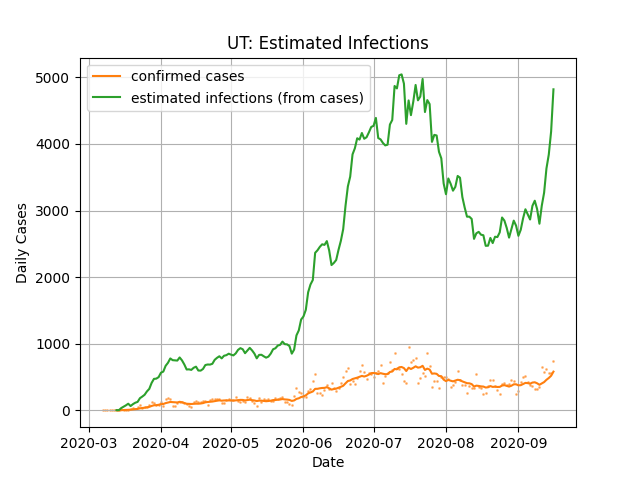 UT: Estimated Infections
confirmed cases
estimated infections (from cases)
5000
4000
3000
2000
1000
0
Daily Cases
2020-03 2020-04 2020-05 2020-06 2020-07 2020-08 2020-09
Date